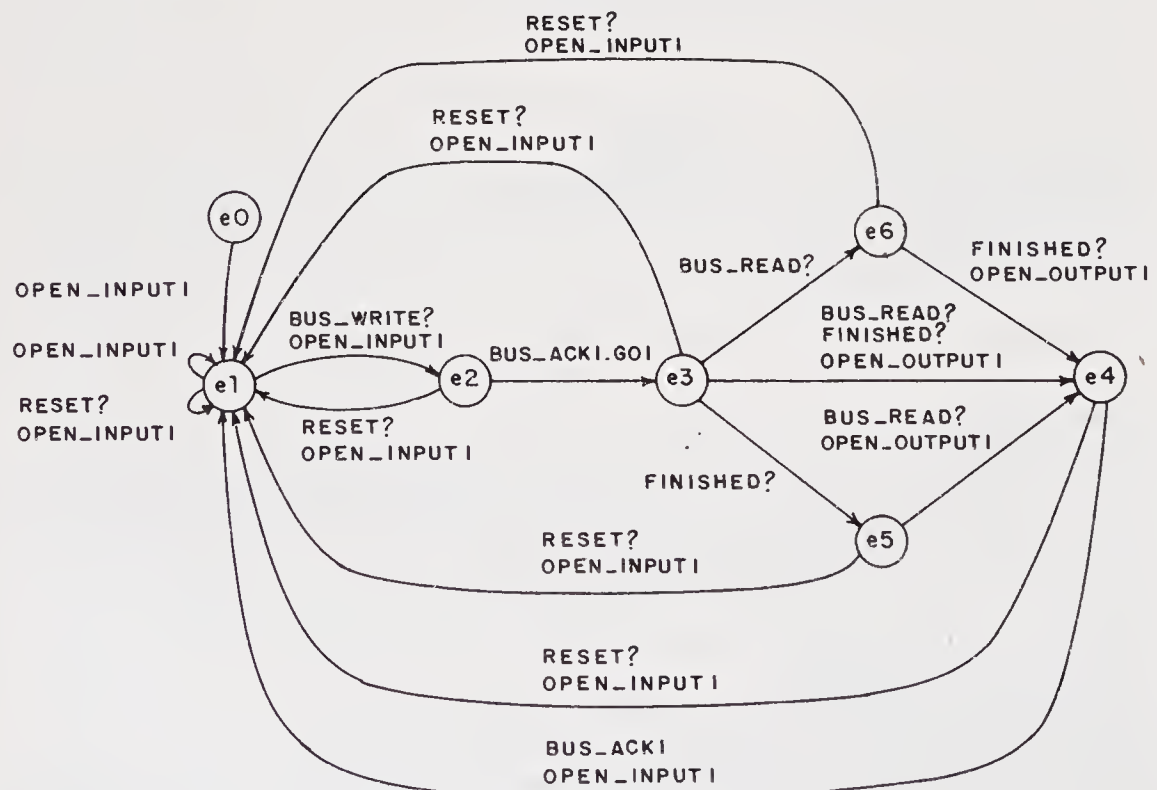 RESET?
OPEN_INPUT!
RESET?
OPEN_INPUT!
e0
e6
OPEN_INPUT!
BUS_READ?
FINISHED?
OPEN_OUTPUT!
BUS_WRITE?
OPEN_INPUT!
BUS_READ?
FINISHED?
OPEN_OUTPUT!
OPEN_INPUT!
BUS_ACK!.GO!
e1
e2
e3
e4
RESET?
OPEN_INPUT!
RESET?
OPEN_INPUT!
BUS_READ?
OPEN_OUTPUT!
FINISHED?
e5
RESET?
OPEN_INPUT!
RESET?
OPEN_INPUT!
BUS_ACK!
OPEN_INPUT!